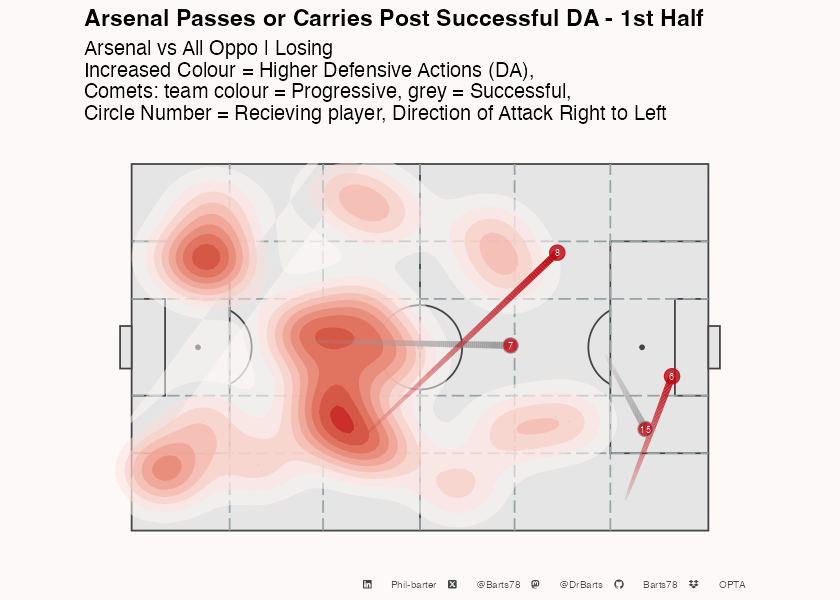 Arsenal Passes or Carries Post Successful DA - 1st Half
Arsenal vs All Oppo | Losing
Increased Colour = Higher Defensive Actions (DA),
Comets: team colour = Progressive, grey = Successful,
Circle Number = Recieving player, Direction of Attack Right to Left
8
7
6
15
Phil-barter @Barts78 @DrBarts Barts78 OPTA